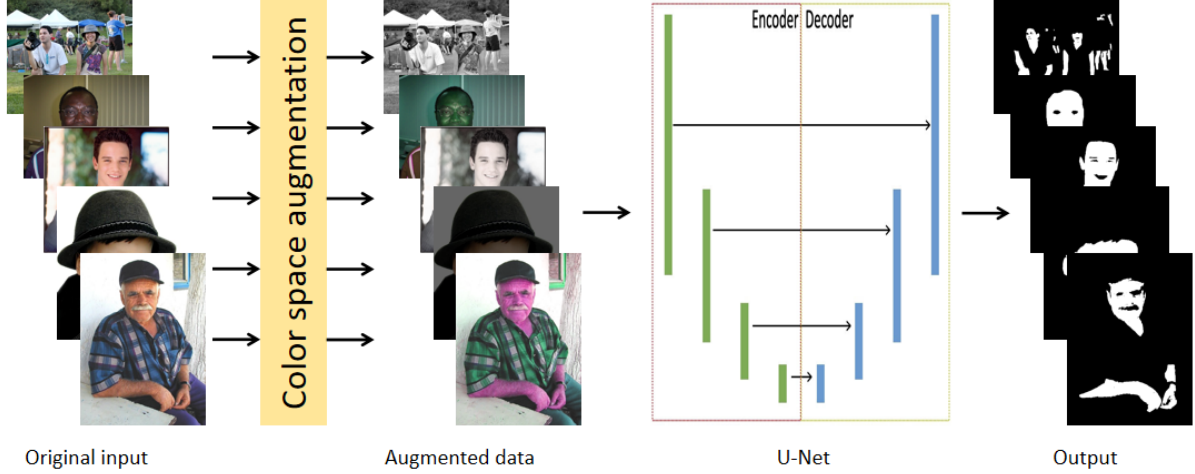 Color space augmentation
Encoder Decoder
Original input
Augmented data
U-Net
Output